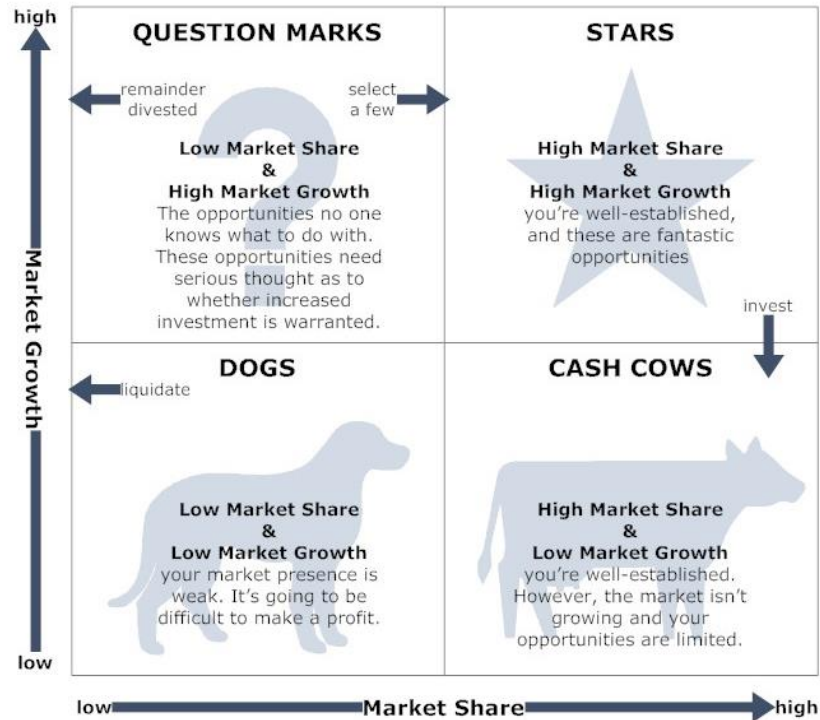 high
QUESTION MARKS
remainder
divested
select
a few
Low Market Share
&
High Market Growth
The opportunities no one
knows what to do with.
These opportunities need
serious thought as to
whether increased
investment is warranted.
STARS
High Market Share
&
High Market Growth
you're well-established,
and these are fantastic
opportunities
invest
Market Growth
DOGS
liquidate
Low Market Share
&
Low Market Growth
your market presence is
weak. It's going to be
difficult to make a profit.
CASH COWS
High Market Share
&
Low Market Growth
you're well-established.
However, the market isn't
growing and your
opportunities are limited.
low
low
Market Share
high